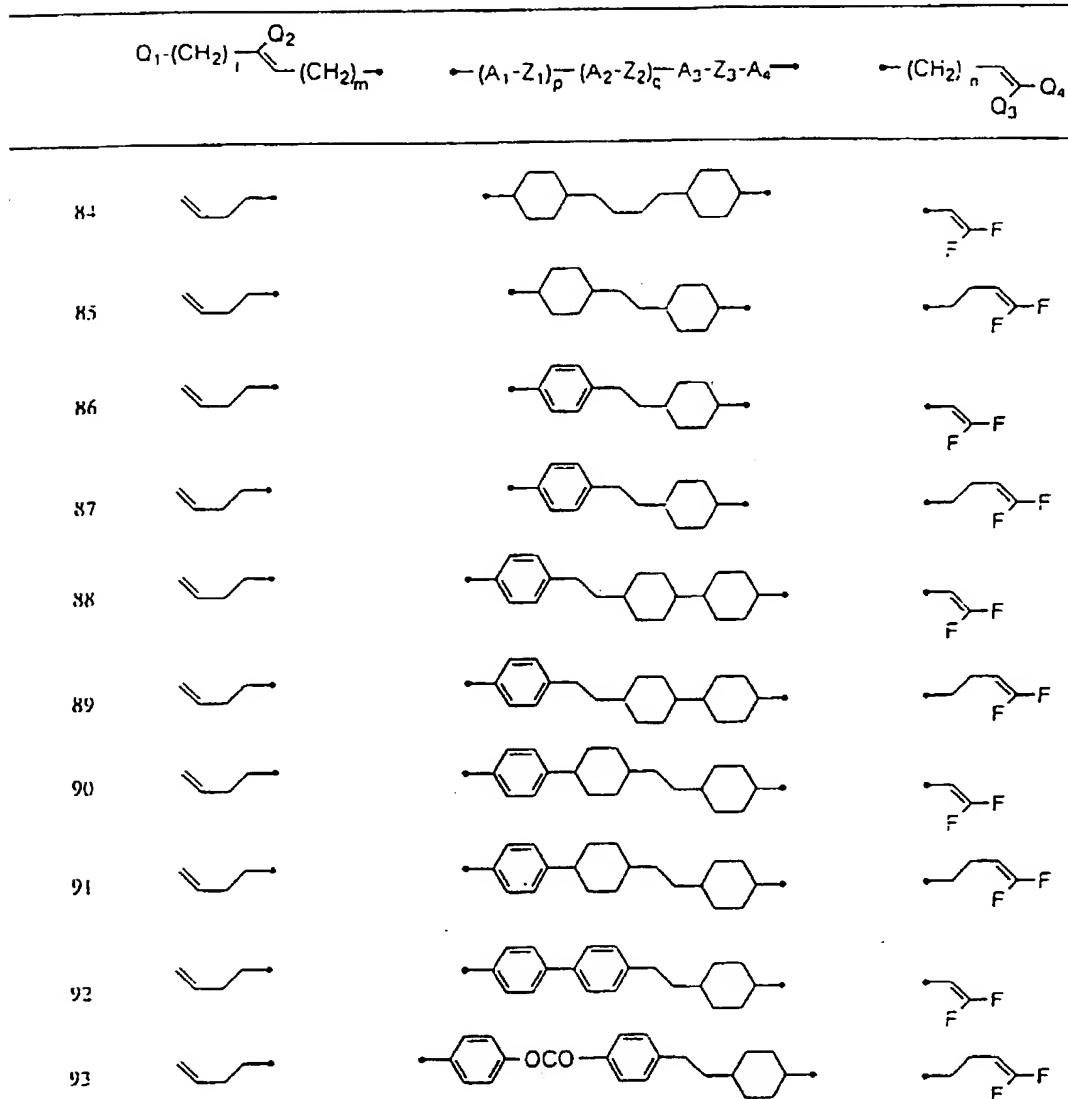 Q₁-(CH₂)l Q₂ (CH₂)m
(A₁-Z₁)p (A₂-Z₂)q A₃-Z₃-A₄
(CH₂)n Q₃ Q₄
84 F F
85 F F
86 F F
87 F F
88 F F
89 F F
90 F F
91 F F
92 F F
93 OCO F F